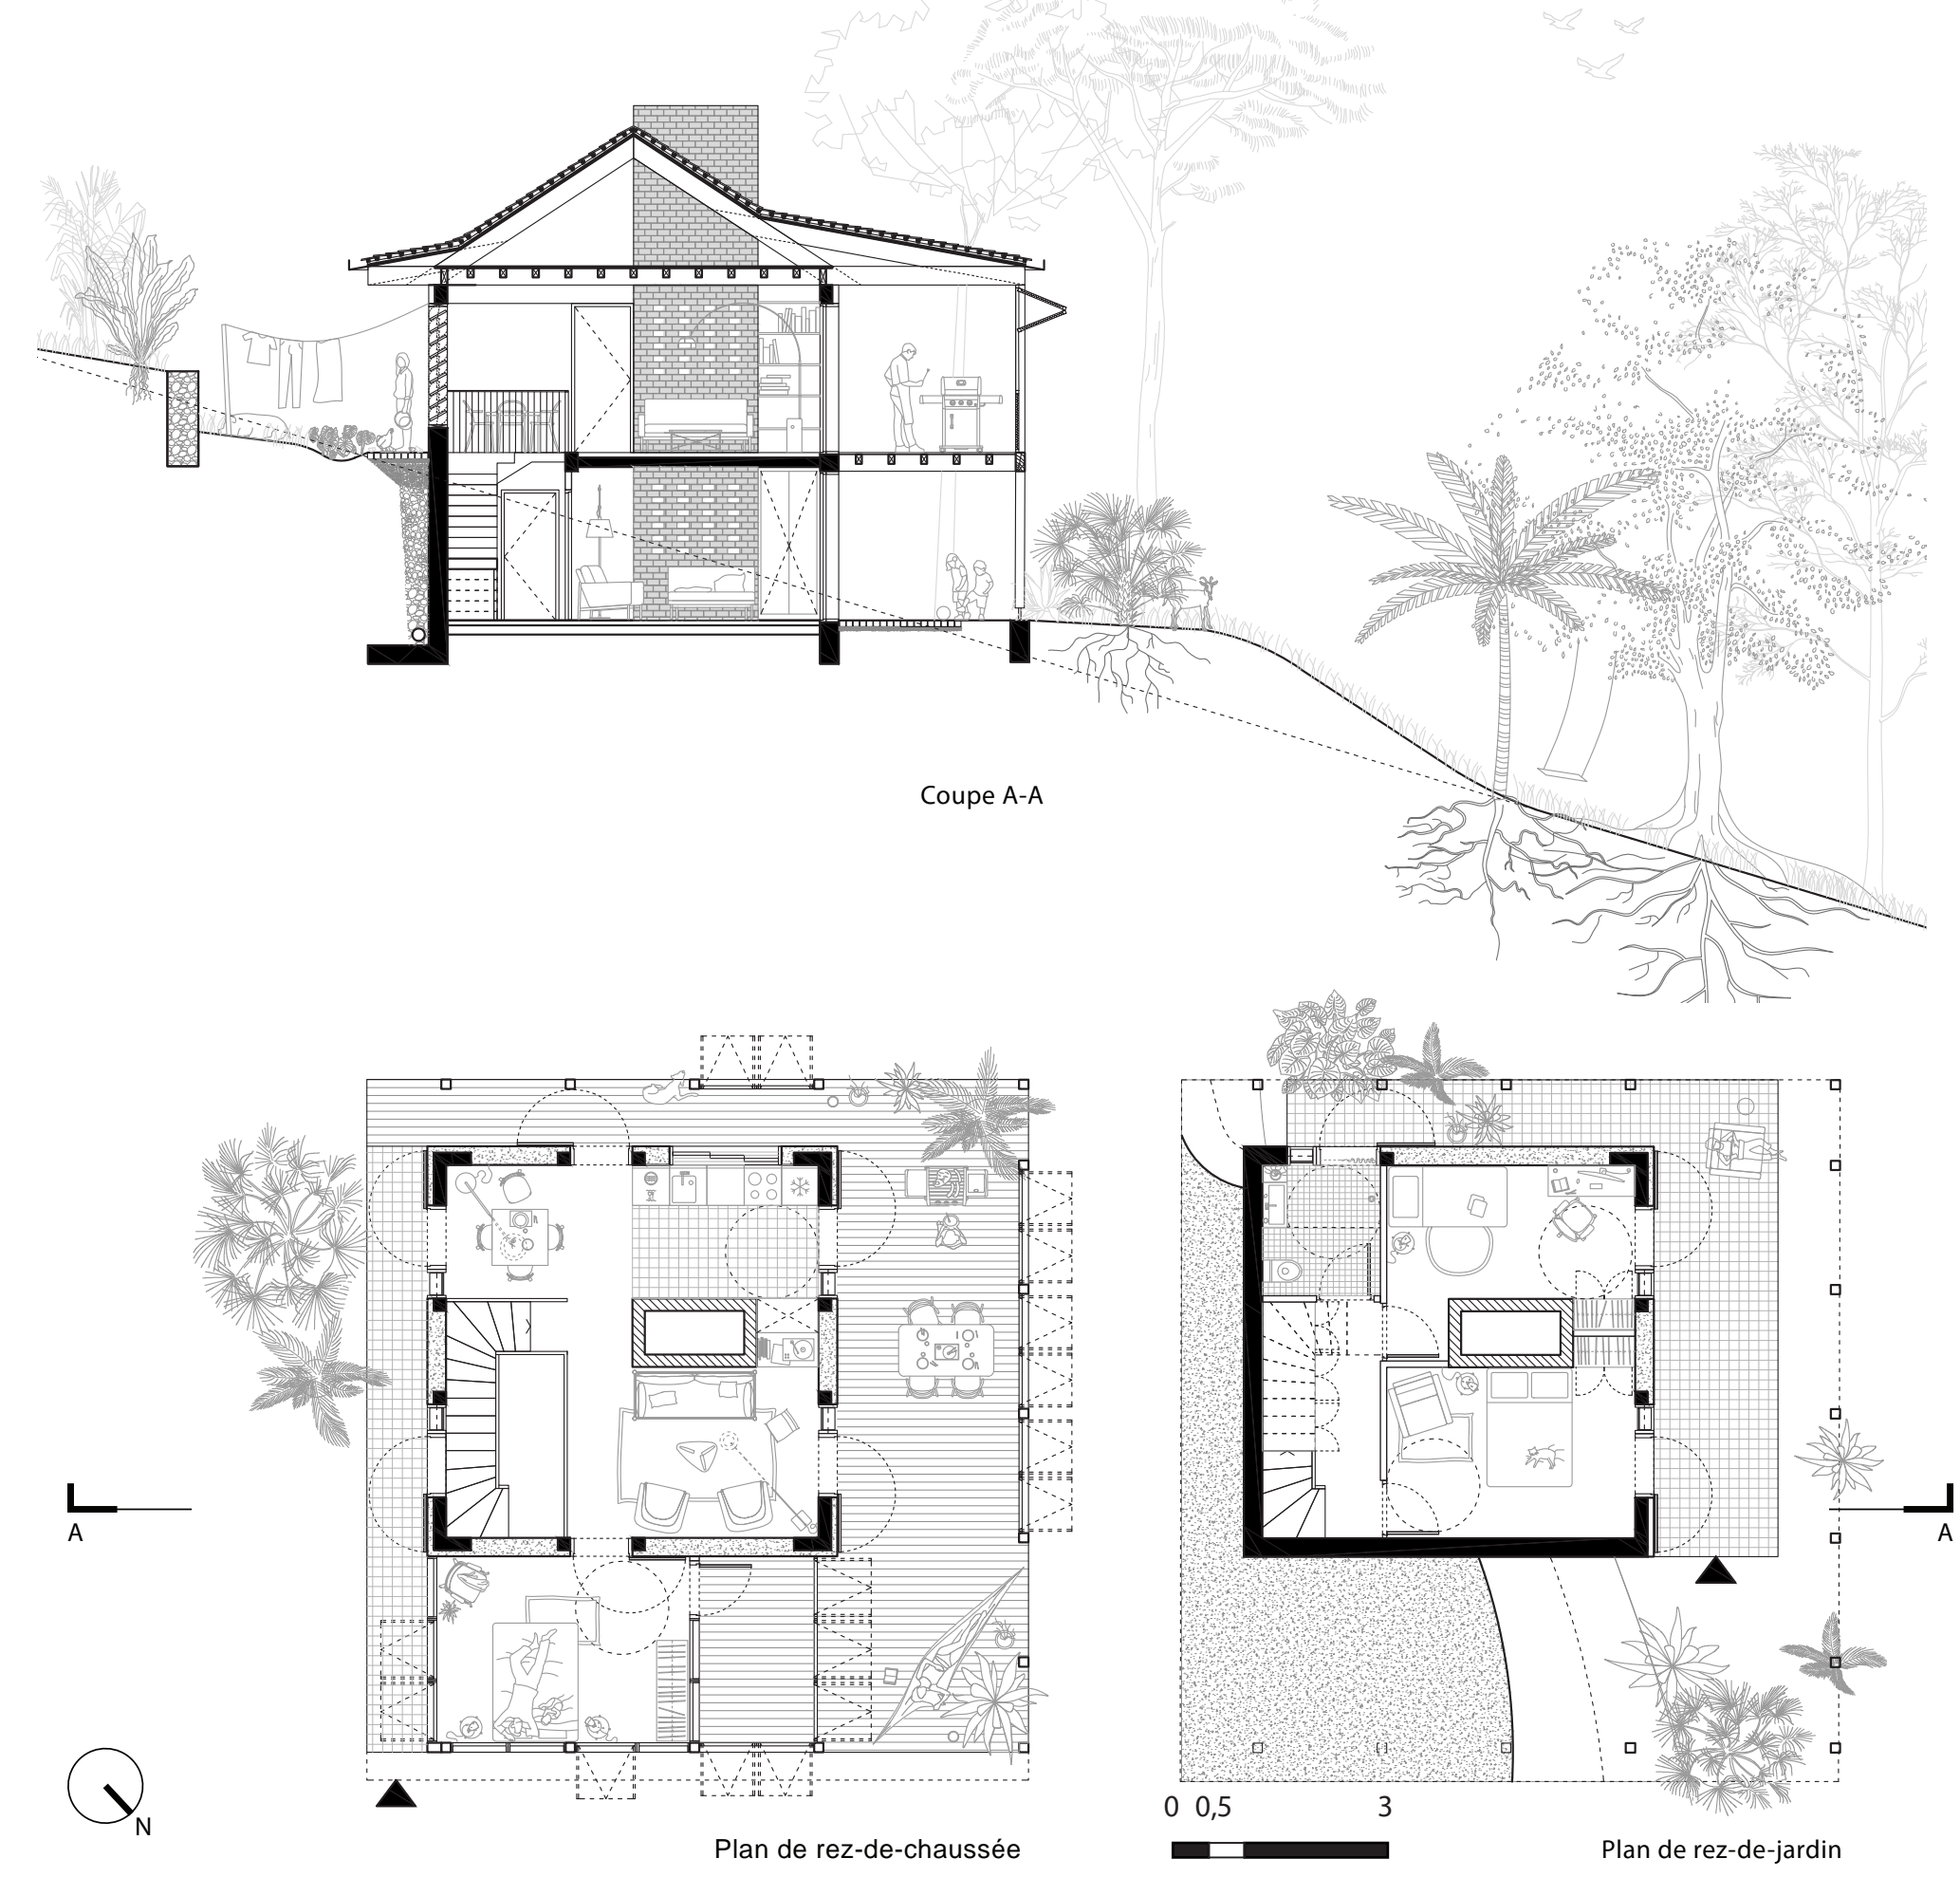 Coupe A-A
A
A
N
0 0,5 3
Plan de rez-de-chaussée
Plan de rez-de-jardin